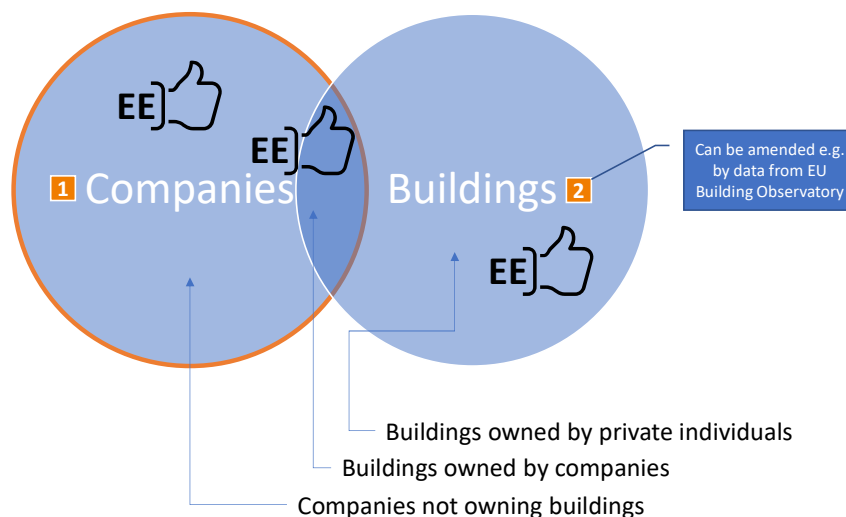 EE
EE
1 Companies
Buildings 2
Can be amended e.g.
by data from EU
Building Observatory
EE
Buildings owned by private individuals
Buildings owned by companies
Companies not owning buildings